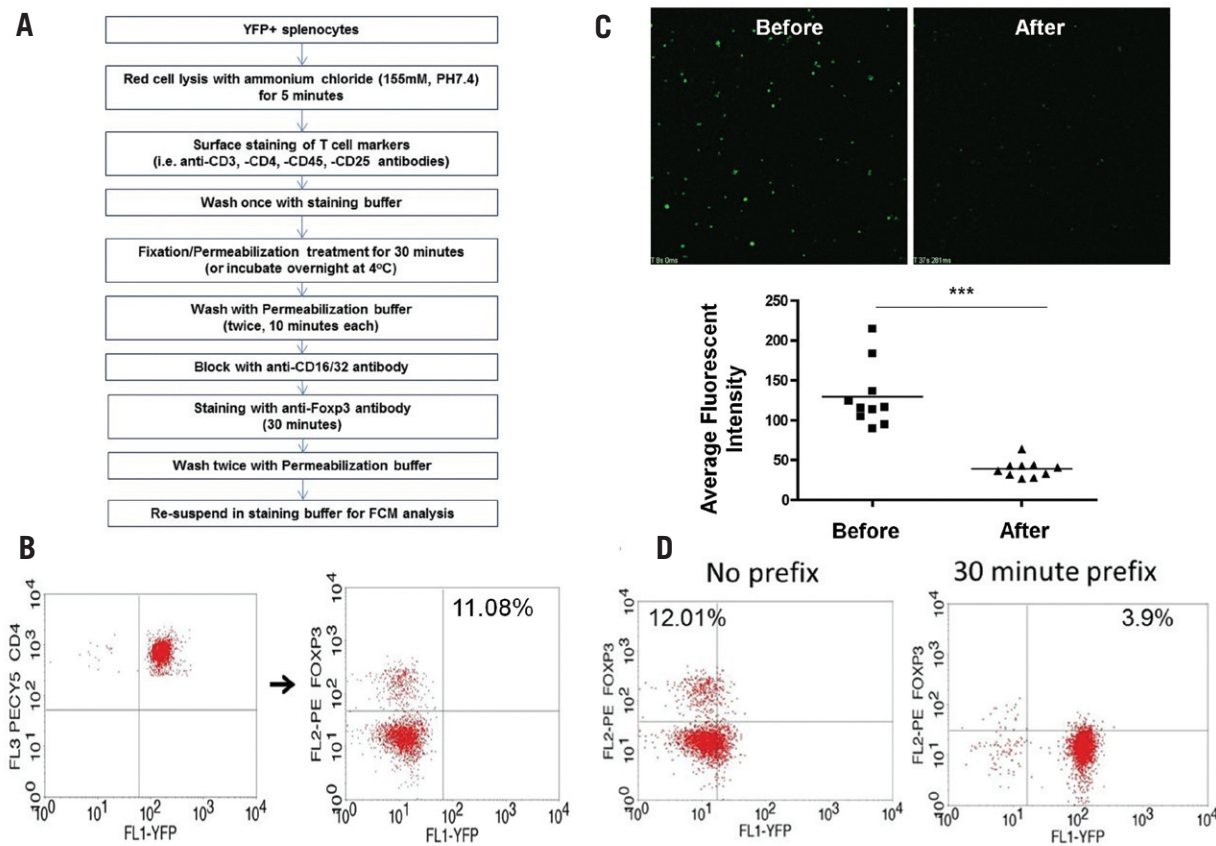 A
YFP+ splenocytes
Red cell lysis with ammonium chloride (155mM, PH7.4)
for 5 minutes
Surface staining of T cell markers
(i.e. anti-CD3, -CD4, -CD45, -CD25 antibodies)
Wash once with staining buffer
Fixation/Permeabilization treatment for 30 minutes
(or incubate overnight at 4ºC)
Wash with Permeabilization buffer
(twice, 10 minutes each)
Block with anti-CD16/32 antibody
Staining with anti-Foxp3 antibody
(30 minutes)
Wash twice with Permeabilization buffer
Re-suspend in staining buffer for FCM analysis
C
Before
After
T 8s 0ms
T 37s 281ms
***
Average Fluorescent
Intensity
250
200
150
100
50
0
Before
After
B
FL3 PECY5 CD4
10⁴
10³
10²
10¹
10⁰
10⁰ 10¹ 10² 10³ 10⁴
FL1-YFP
11.08%
FL2-PE FOXP3
10⁴
10³
10²
10¹
10⁰
10⁰ 10¹ 10² 10³ 10⁴
FL1-YFP
D
No prefix
12.01%
FL2-PE FOXP3
10⁴
10³
10²
10¹
10⁰
10⁰ 10¹ 10² 10³ 10⁴
FL1-YFP
30 minute prefix
3.9%
FL2-PE FOXP3
10⁴
10³
10²
10¹
10⁰
10⁰ 10¹ 10² 10³ 10⁴
FL1-YFP